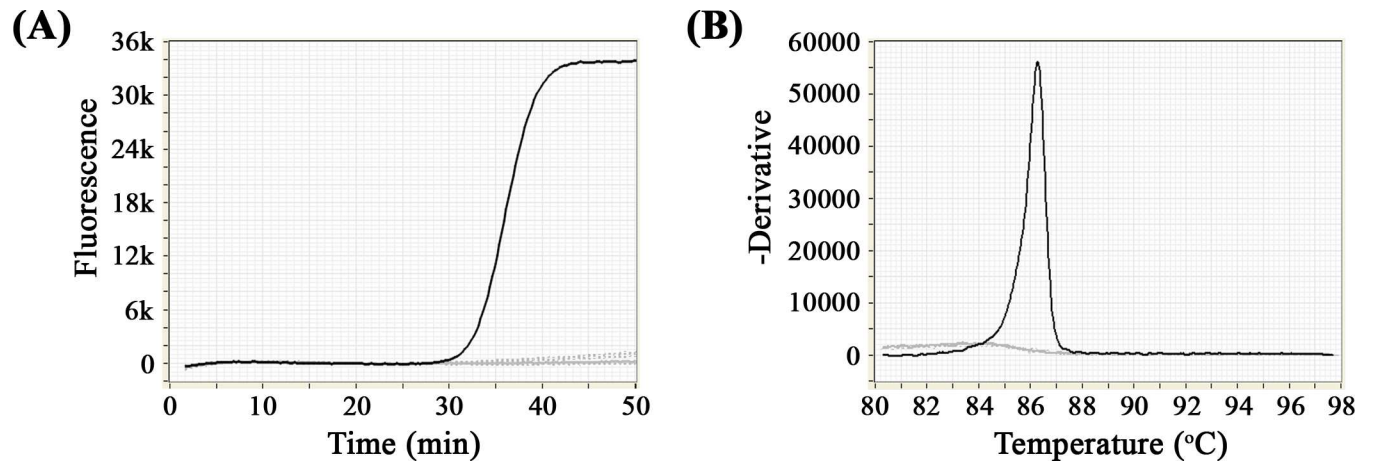 (A)
Fluorescence
36k
30k
24k
18k
12k
6k
0
0 10 20 30 40 50
Time (min)
(B)
-Derivative
60000
50000
40000
30000
20000
10000
0
80 82 84 86 88 90 92 94 96 98
Temperature (°C)